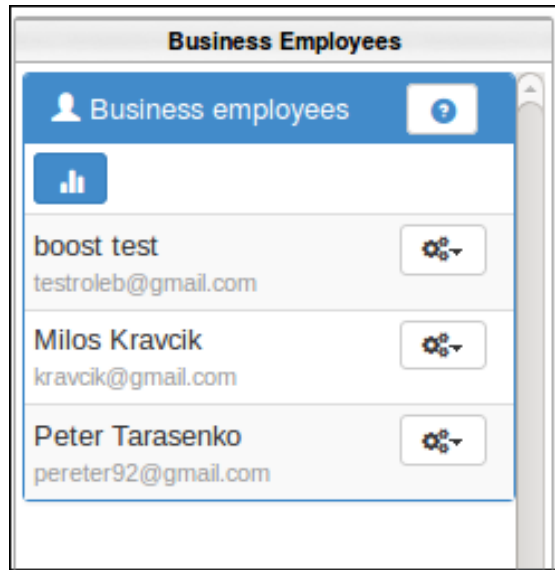 Business Employees
Business employees
boost test
testroleb@gmail.com
Milos Kravcik
kravcik@gmail.com
Peter Tarasenko
pereter92@gmail.com